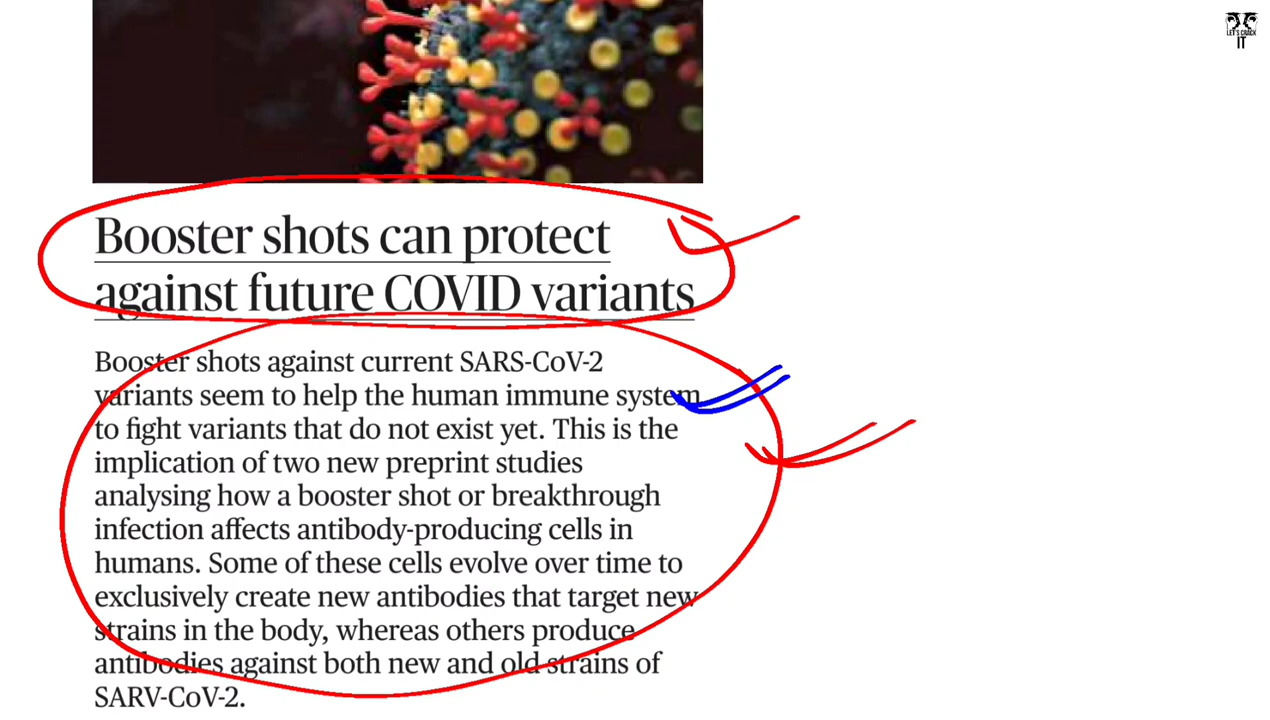 LET'S CRACK
IT
Booster shots can protect
against future COVID variants
Booster shots against current SARS-CoV-2
variants seem to help the human immune system
to fight variants that do not exist yet. This is the
implication of two new preprint studies
analysing how a booster shot or breakthrough
infection affects antibody-producing cells in
humans. Some of these cells evolve over time to
exclusively create new antibodies that target new
strains in the body, whereas others produce
antibodies against both new and old strains of
SARV-CoV-2.